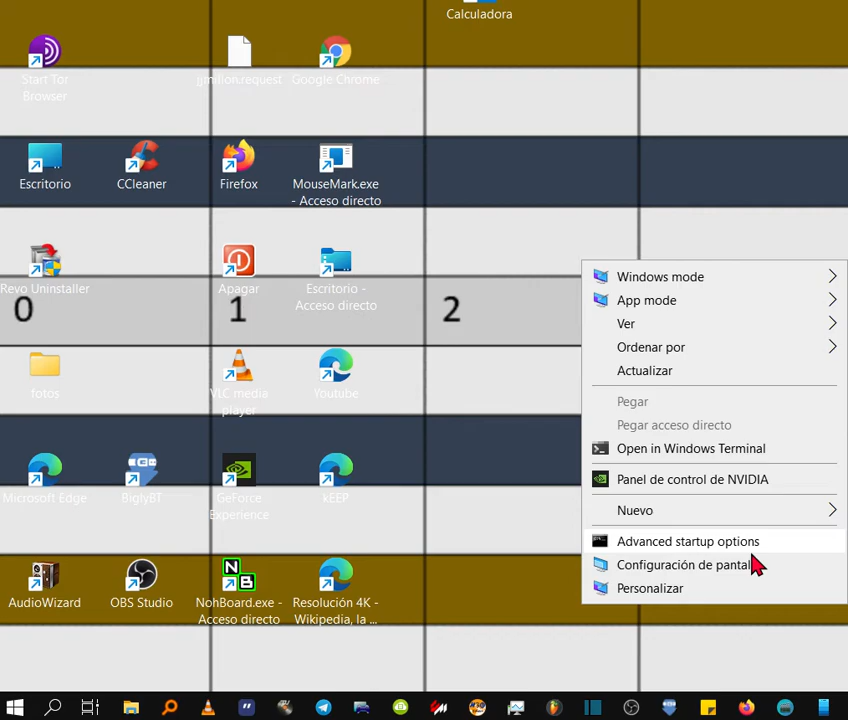 Calculadora
Start Tor
Browser
jjmilion.request
Google Chrome
Escritorio
CCleaner
Firefox
MouseMark.exe
- Acceso directo
Revo Uninstaller
Apagar
Escritorio -
Acceso directo
0
1
2
fotos
VLC media
player
Youtube
Microsoft Edge
BiglyBT
GeForce
Experience
kEEP
AudioWizard
OBS Studio
NohBoard.exe -
Acceso directo
Resolución 4K -
Wikipedia, la ...
Windows mode
App mode
Ver
Ordenar por
Actualizar
Pegar
Pegar acceso directo
Open in Windows Terminal
Panel de control de NVIDIA
Nuevo
Advanced startup options
Configuración de pantal
Personalizar